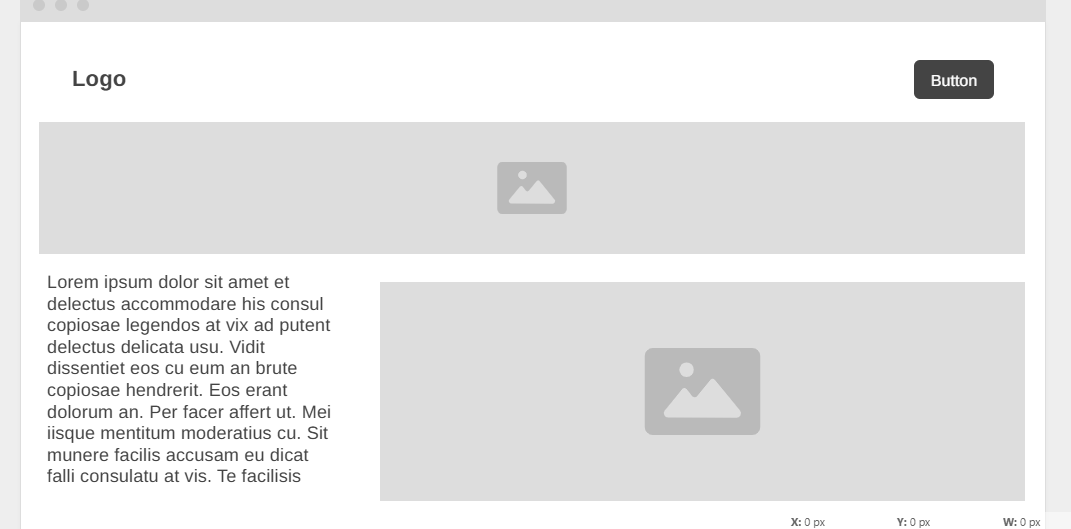 Logo
Button
Lorem ipsum dolor sit amet et
delectus accommodare his consul
copiosae legendos at vix ad putent
delectus delicata usu. Vidit
dissentiet eos cu eum an brute
copiosae hendrerit. Eos erant
dolorum an. Per facer affert ut. Mei
iisque mentitum moderatius cu. Sit
munere facilis accusam eu dicat
falli consulatu at vis. Te facilisis
X: 0 px Y: 0 px W: 0 px